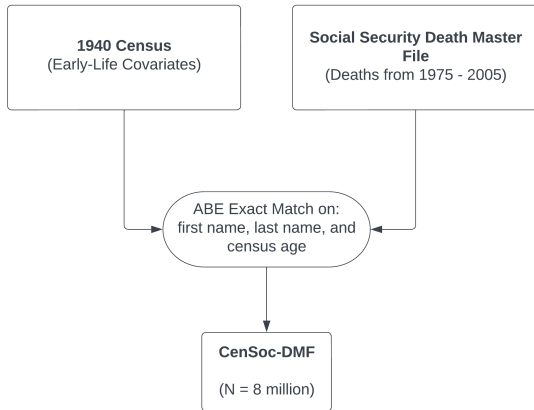 1940 Census
(Early-Life Covariates)
Social Security Death Master
File
(Deaths from 1975 - 2005)
ABE Exact Match on:
first name, last name, and
census age
CenSoc-DMF
(N = 8 million)